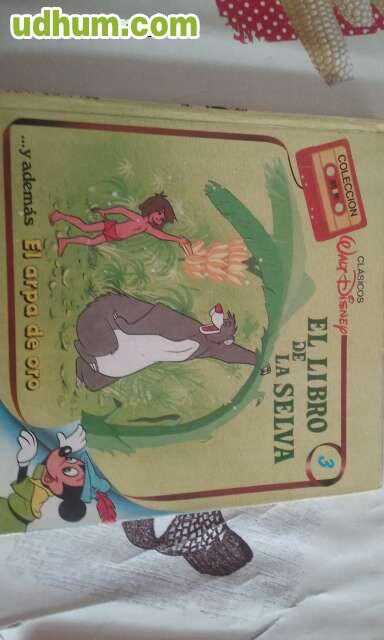 udhum.com
COLECCION
CLASICOS
WALT DISNEY
EL LIBRO
DE
LA SELVA
3
...y además El arpa de oro